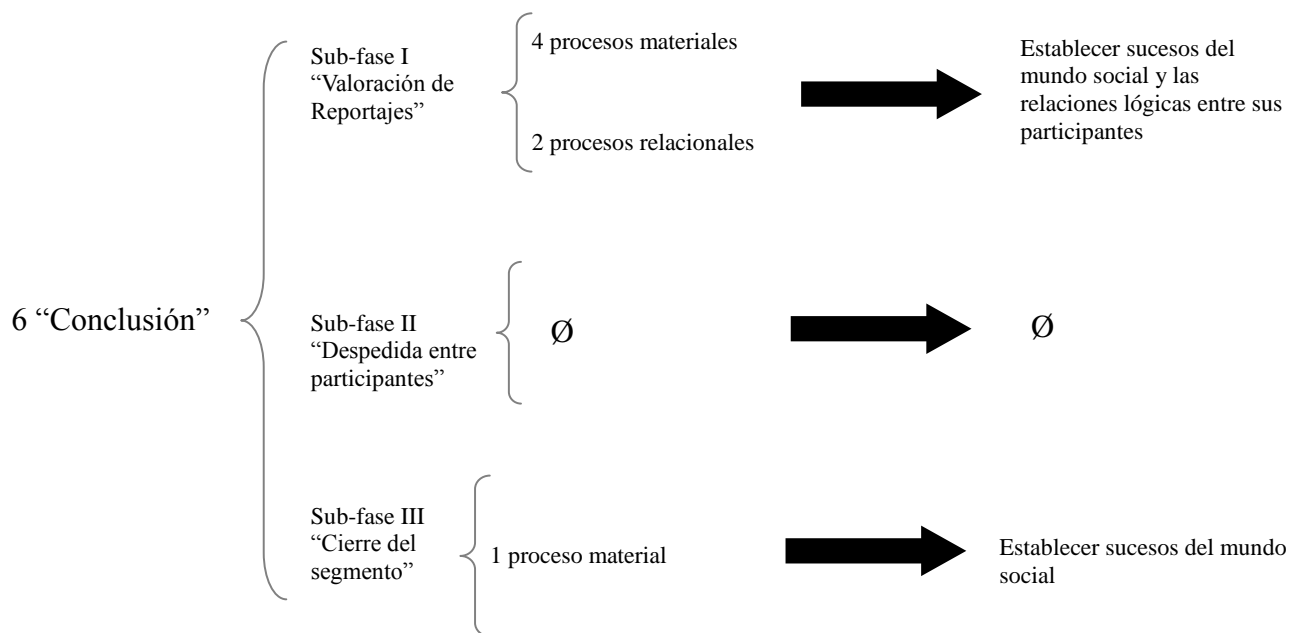 6 “Conclusión”
Sub-fase I
“Valoración de
Reportajes”
4 procesos materiales
2 procesos relacionales
Establecer sucesos del
mundo social y las
relaciones lógicas entre sus
participantes
Sub-fase II
“Despedida entre
participantes”
Ø
Ø
Sub-fase III
“Cierre del
segmento”
1 proceso material
Establecer sucesos del mundo
social